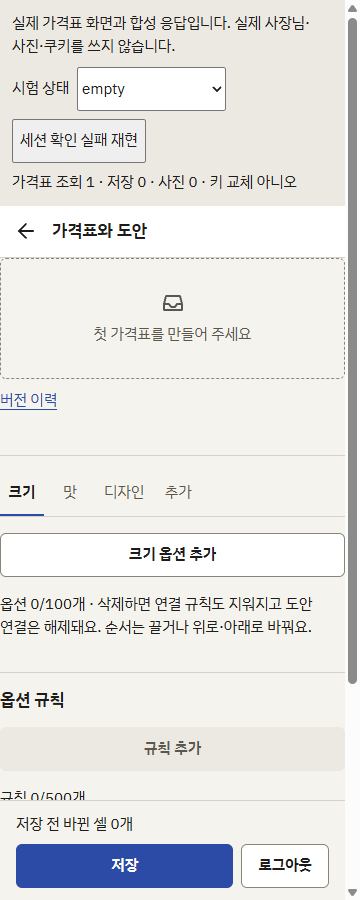 실제 가격표 화면과 합성 응답입니다. 실제 사장님·
사진·쿠키를 쓰지 않습니다.
시험 상태 empty
세션 확인 실패 재현
가격표 조회 1 · 저장 0 · 사진 0 · 키 교체 아니오
가격표와 도안
첫 가격표를 만들어 주세요
버전 이력
크기 맛 디자인 추가
크기 옵션 추가
옵션 0/100개 · 삭제하면 연결 규칙도 지워지고 도안
연결은 해제돼요. 순서는 끌거나 위로·아래로 바꿔요.
옵션 규칙
규칙 추가
규칙 0/500개
저장 전 바뀐 셀 0개
저장 로그아웃